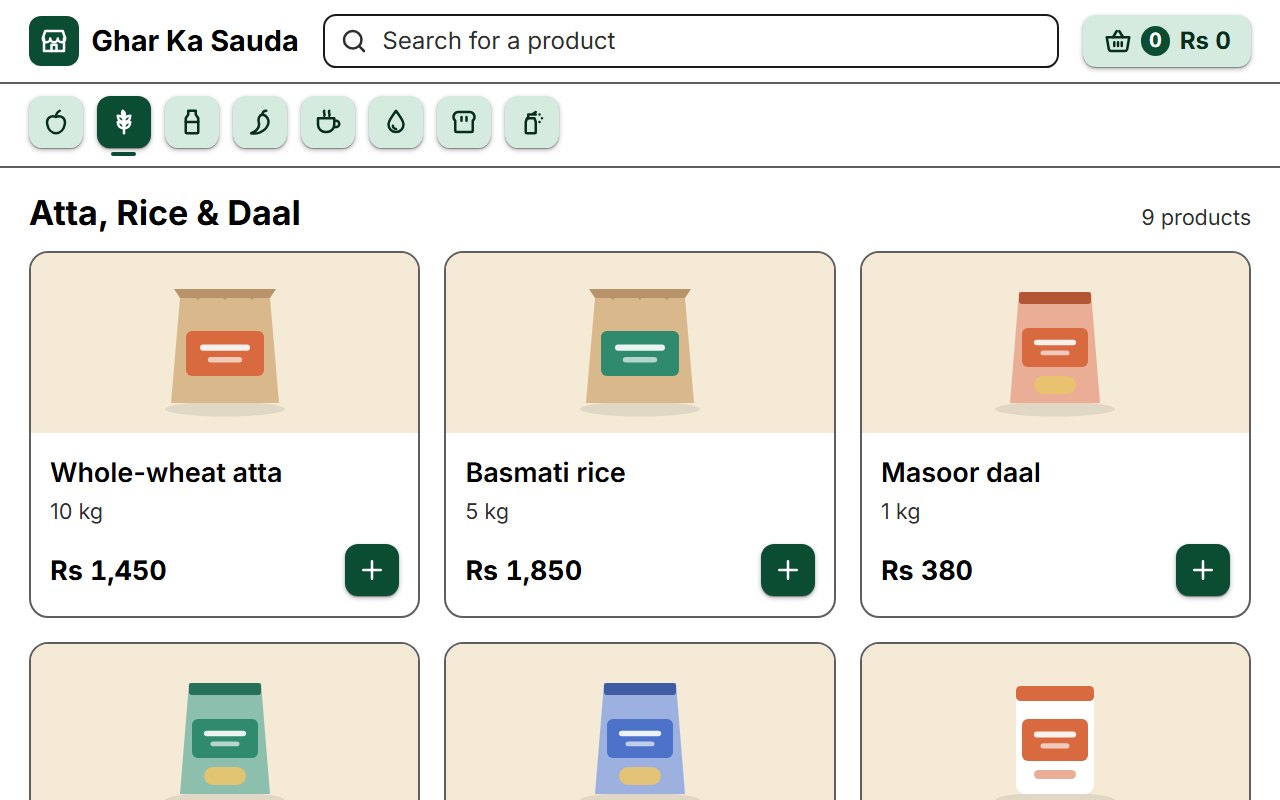 Ghar Ka Sauda
Search for a product
0 Rs 0
Atta, Rice & Daal
9 products
Whole-wheat atta
10 kg
Rs 1,450
Basmati rice
5 kg
Rs 1,850
Masoor daal
1 kg
Rs 380